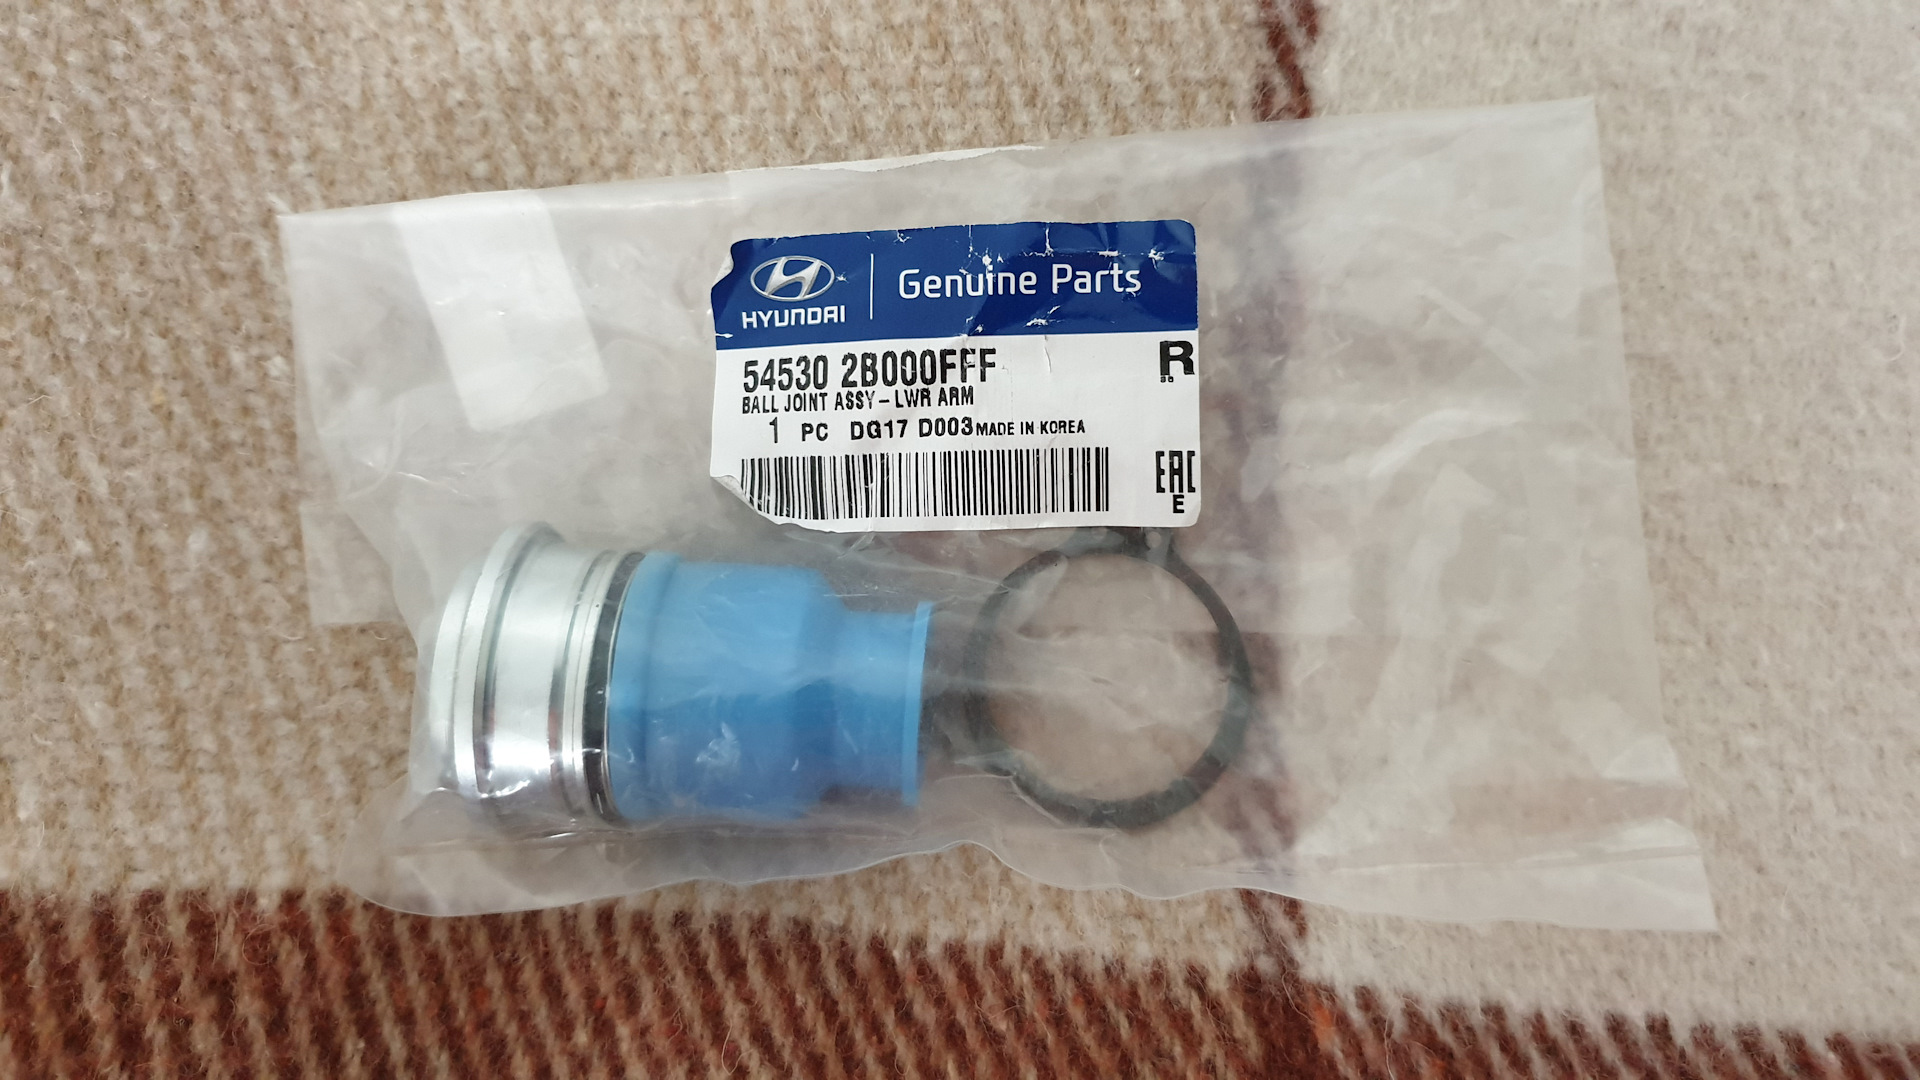 HYUNDAI
Genuine Parts
54530 2B000FFF
R
BALL JOINT ASSY-LWR ARM
1 PC DG17 D003 MADE IN KOREA
EAC
E